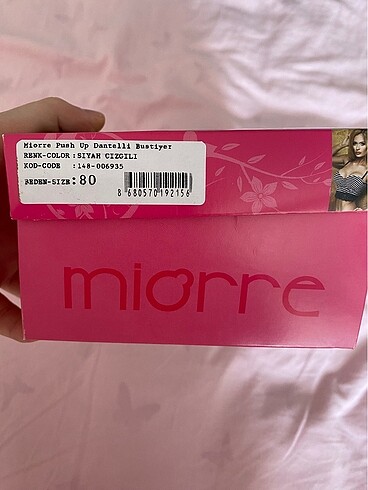 Miorre Push Up Dantelli Bustiyer
RENK-COLOR : SIYAH CIZGILI
KOD-CODE : 148-006935
BEDEN-SIZE : 80
8 680570 192156
miorre